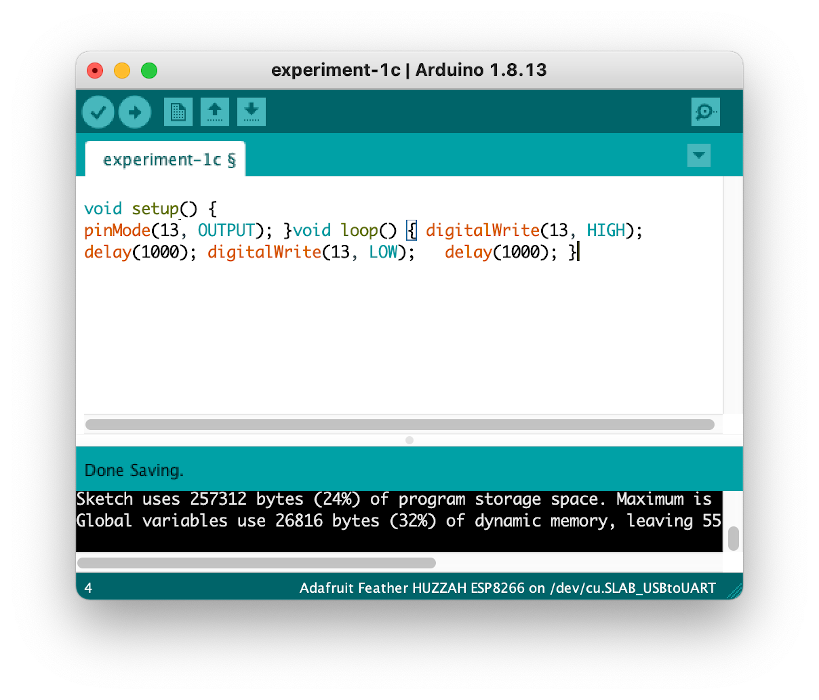 experiment-1c | Arduino 1.8.13
experiment-1c §
void setup() {
pinMode(13, OUTPUT); }void loop() { digitalWrite(13, HIGH);
delay(1000); digitalWrite(13, LOW);   delay(1000); }
Done Saving.
Sketch uses 257312 bytes (24%) of program storage space. Maximum is
Global variables use 26816 bytes (32%) of dynamic memory, leaving 55
4
Adafruit Feather HUZZAH ESP8266 on /dev/cu.SLAB_USBtoUART